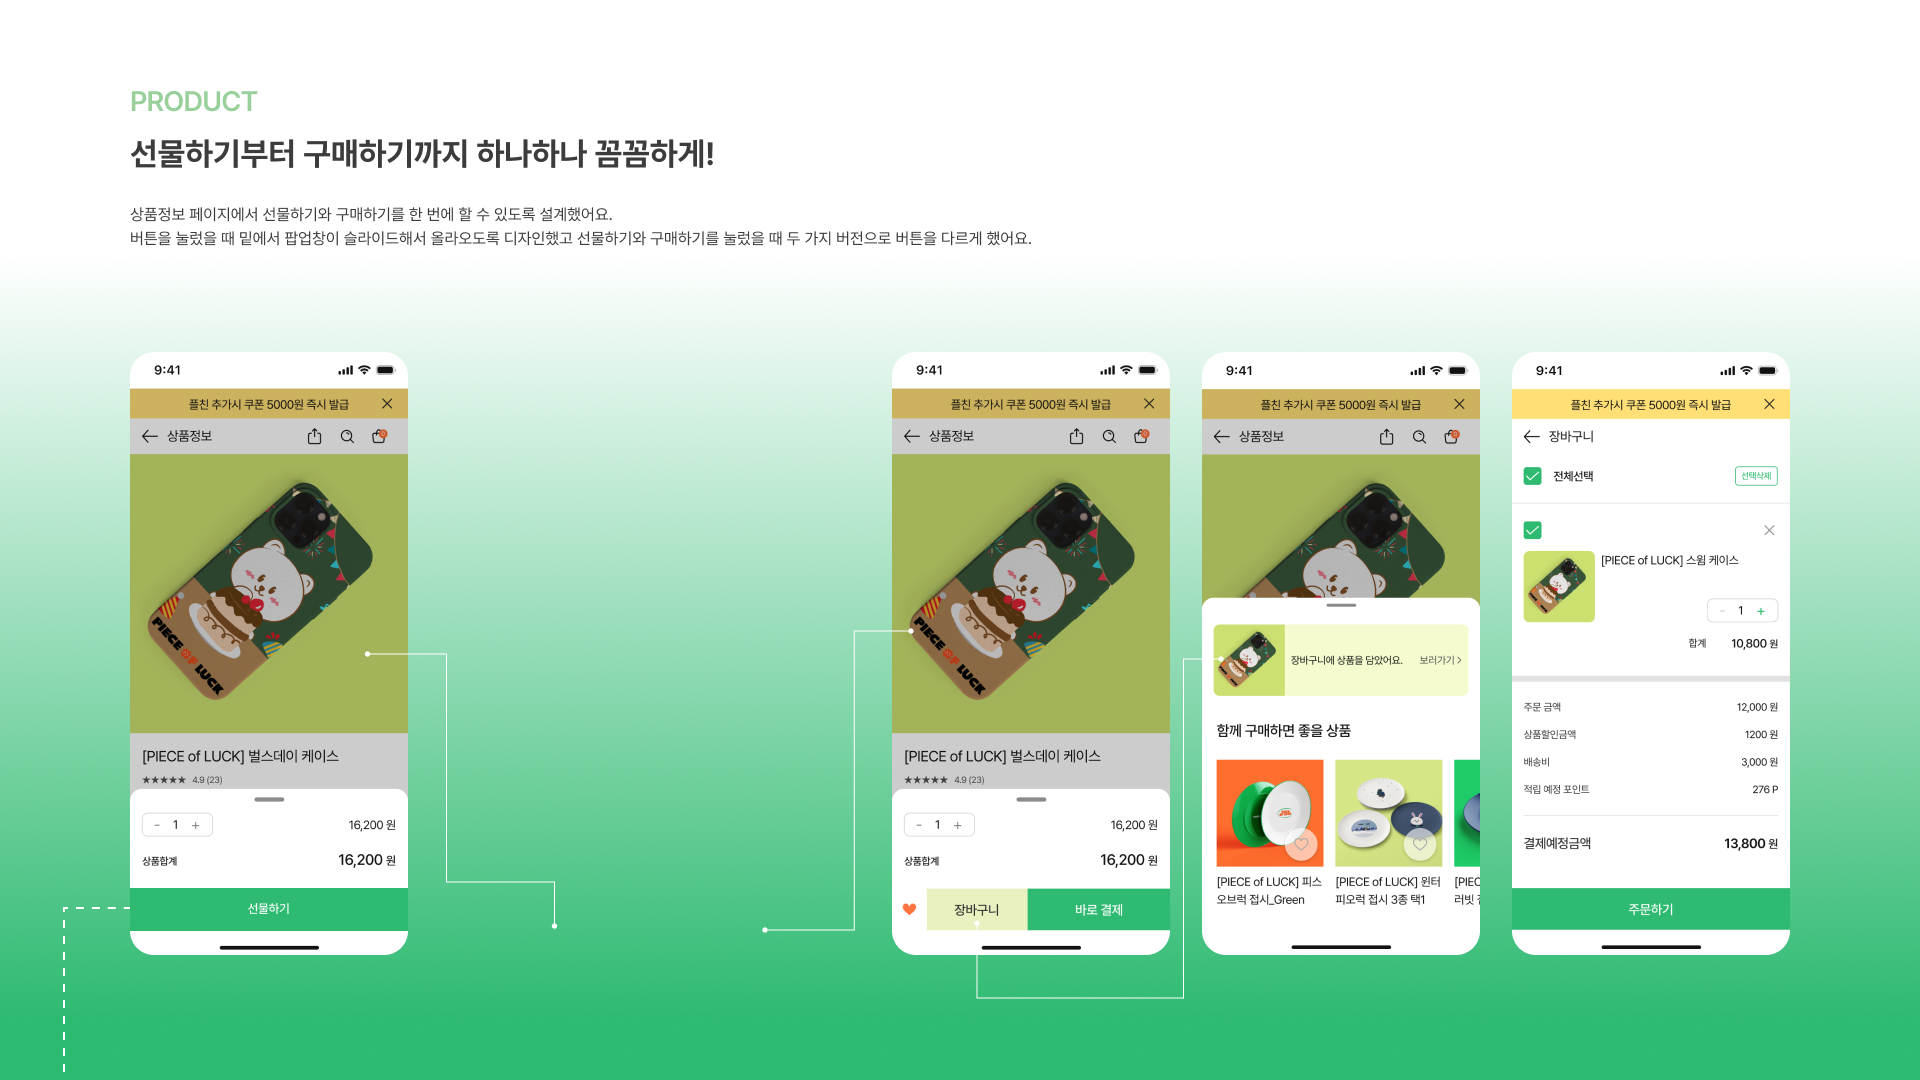 PRODUCT
선물하기부터 구매하기까지 하나하나 꼼꼼하게!
상품정보 페이지에서 선물하기와 구매하기를 한 번에 할 수 있도록 설계했어요.
버튼을 눌렀을 때 밑에서 팝업창이 슬라이드해서 올라오도록 디자인했고 선물하기와 구매하기를 눌렀을 때 두 가지 버전으로 버튼을 다르게 했어요.
9:41
플친 추가시 쿠폰 5000원 즉시 발급
상품정보
PIECE OF LUCK
[PIECE of LUCK] 벌스데이 케이스
★★★★★ 4.9 (23)
- 1 +
16,200 원
상품합계
16,200 원
선물하기
9:41
플친 추가시 쿠폰 5000원 즉시 발급
상품정보
PIECE OF LUCK
[PIECE of LUCK] 벌스데이 케이스
★★★★★ 4.9 (23)
- 1 +
16,200 원
상품합계
16,200 원
장바구니
바로 결제
9:41
플친 추가시 쿠폰 5000원 즉시 발급
상품정보
장바구니에 상품을 담았어요.
보러가기
함께 구매하면 좋을 상품
[PIECE of LUCK] 피스
오브럭 접시_Green
[PIECE of LUCK] 윈터
피오럭 접시 3종 택1
[PIEC
러빗 접
9:41
플친 추가시 쿠폰 5000원 즉시 발급
장바구니
전체선택
선택삭제
[PIECE of LUCK] 스윔 케이스
- 1 +
합계 10,800 원
주문 금액 12,000 원
상품할인금액 1200 원
배송비 3,000 원
적립 예정 포인트 276 P
결제예정금액 13,800 원
주문하기